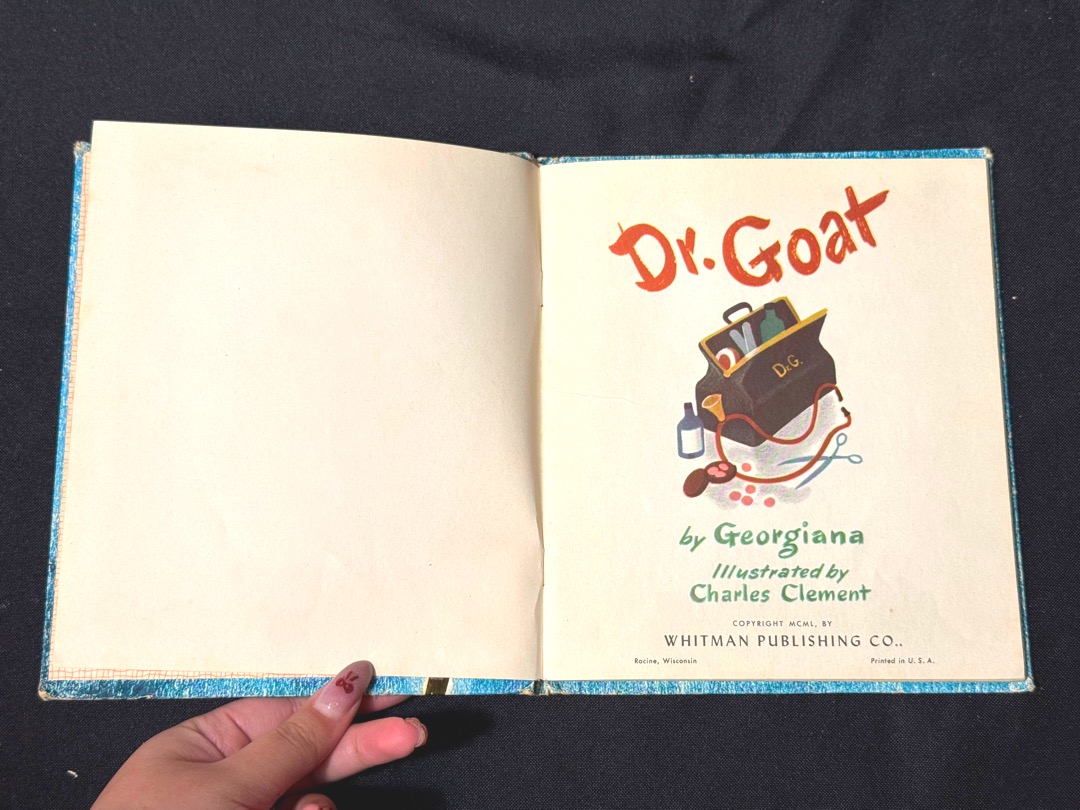 Dr. Goat
Dr. G.
by Georgiana
Illustrated by
Charles Clement
COPYRIGHT MCML, BY
WHITMAN PUBLISHING CO..
Racine, Wisconsin
Printed in U. S. A.